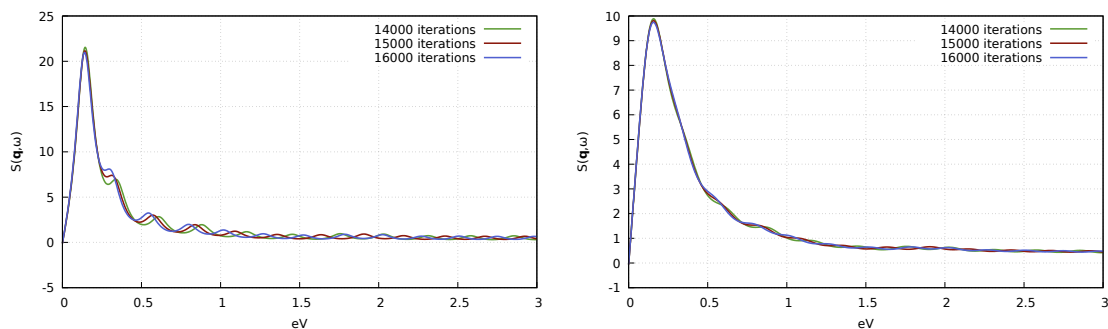 25
20
15
10
5
0
-5
S(q,ω)
0 0.5 1 1.5 2 2.5 3
eV
14000 iterations
15000 iterations
16000 iterations
10
9
8
7
6
5
4
3
2
1
0
-1
S(q,ω)
0 0.5 1 1.5 2 2.5 3
eV
14000 iterations
15000 iterations
16000 iterations